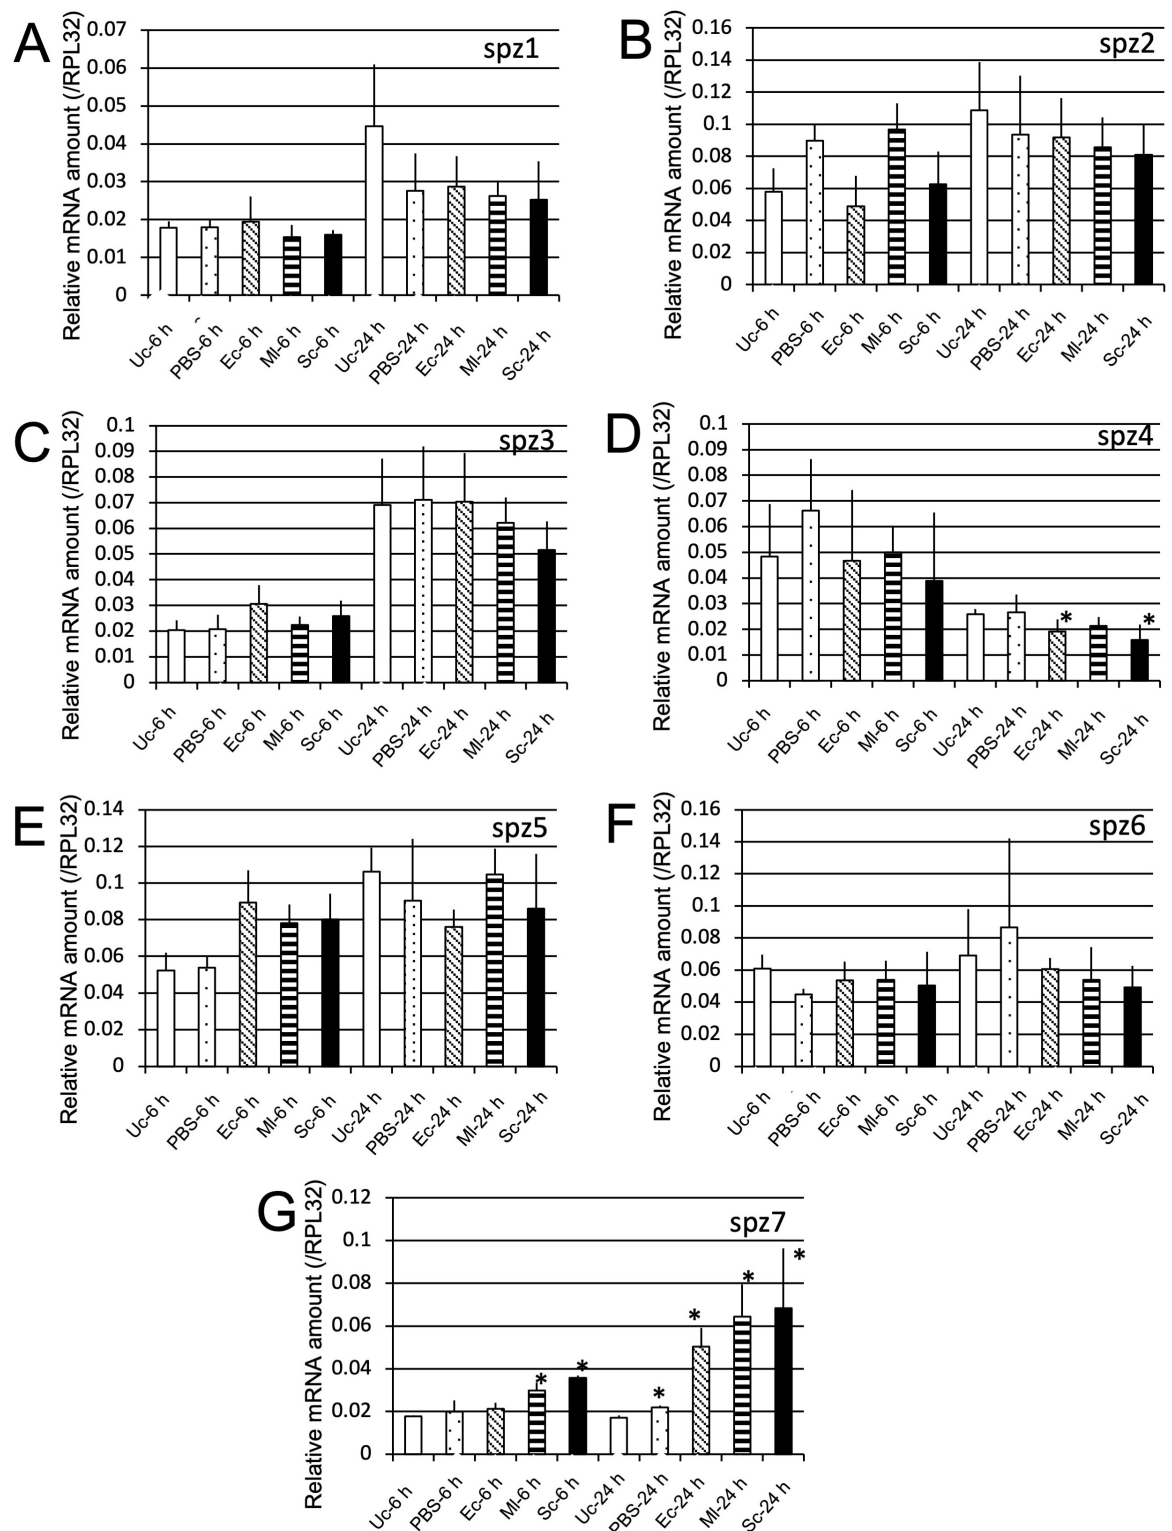 A
Relative mRNA amount (/RPL32)
spz1
0.07
0.06
0.05
0.04
0.03
0.02
0.01
0
Uc-6 h
PBS-6 h
Ec-6 h
Ml-6 h
Sc-6 h
Uc-24 h
PBS-24 h
Ec-24 h
Ml-24 h
Sc-24 h
B
Relative mRNA amount (/RPL32)
spz2
0.16
0.14
0.12
0.1
0.08
0.06
0.04
0.02
0
Uc-6 h
PBS-6 h
Ec-6 h
Ml-6 h
Sc-6 h
Uc-24 h
PBS-24 h
Ec-24 h
Ml-24 h
Sc-24 h
C
Relative mRNA amount (/RPL32)
spz3
0.1
0.09
0.08
0.07
0.06
0.05
0.04
0.03
0.02
0.01
0
Uc-6 h
PBS-6 h
Ec-6 h
Ml-6 h
Sc-6 h
Uc-24 h
PBS-24 h
Ec-24 h
Ml-24 h
Sc-24 h
D
Relative mRNA amount (/RPL32)
spz4
0.1
0.09
0.08
0.07
0.06
0.05
0.04
0.03
0.02
0.01
0
*
*
Uc-6 h
PBS-6 h
Ec-6 h
Ml-6 h
Sc-6 h
Uc-24 h
PBS-24 h
Ec-24 h
Ml-24 h
Sc-24 h
E
Relative mRNA amount (/RPL32)
spz5
0.14
0.12
0.1
0.08
0.06
0.04
0.02
0
Uc-6 h
PBS-6 h
Ec-6 h
Ml-6 h
Sc-6 h
Uc-24 h
PBS-24 h
Ec-24 h
Ml-24 h
Sc-24 h
F
Relative mRNA amount (/RPL32)
spz6
0.16
0.14
0.12
0.1
0.08
0.06
0.04
0.02
0
Uc-6 h
PBS-6 h
Ec-6 h
Ml-6 h
Sc-6 h
Uc-24 h
PBS-24 h
Ec-24 h
Ml-24 h
Sc-24 h
G
Relative mRNA amount (/RPL32)
spz7
0.12
0.1
0.08
0.06
0.04
0.02
0
*
*
*
*
*
*
Uc-6 h
PBS-6 h
Ec-6 h
Ml-6 h
Sc-6 h
Uc-24 h
PBS-24 h
Ec-24 h
Ml-24 h
Sc-24 h